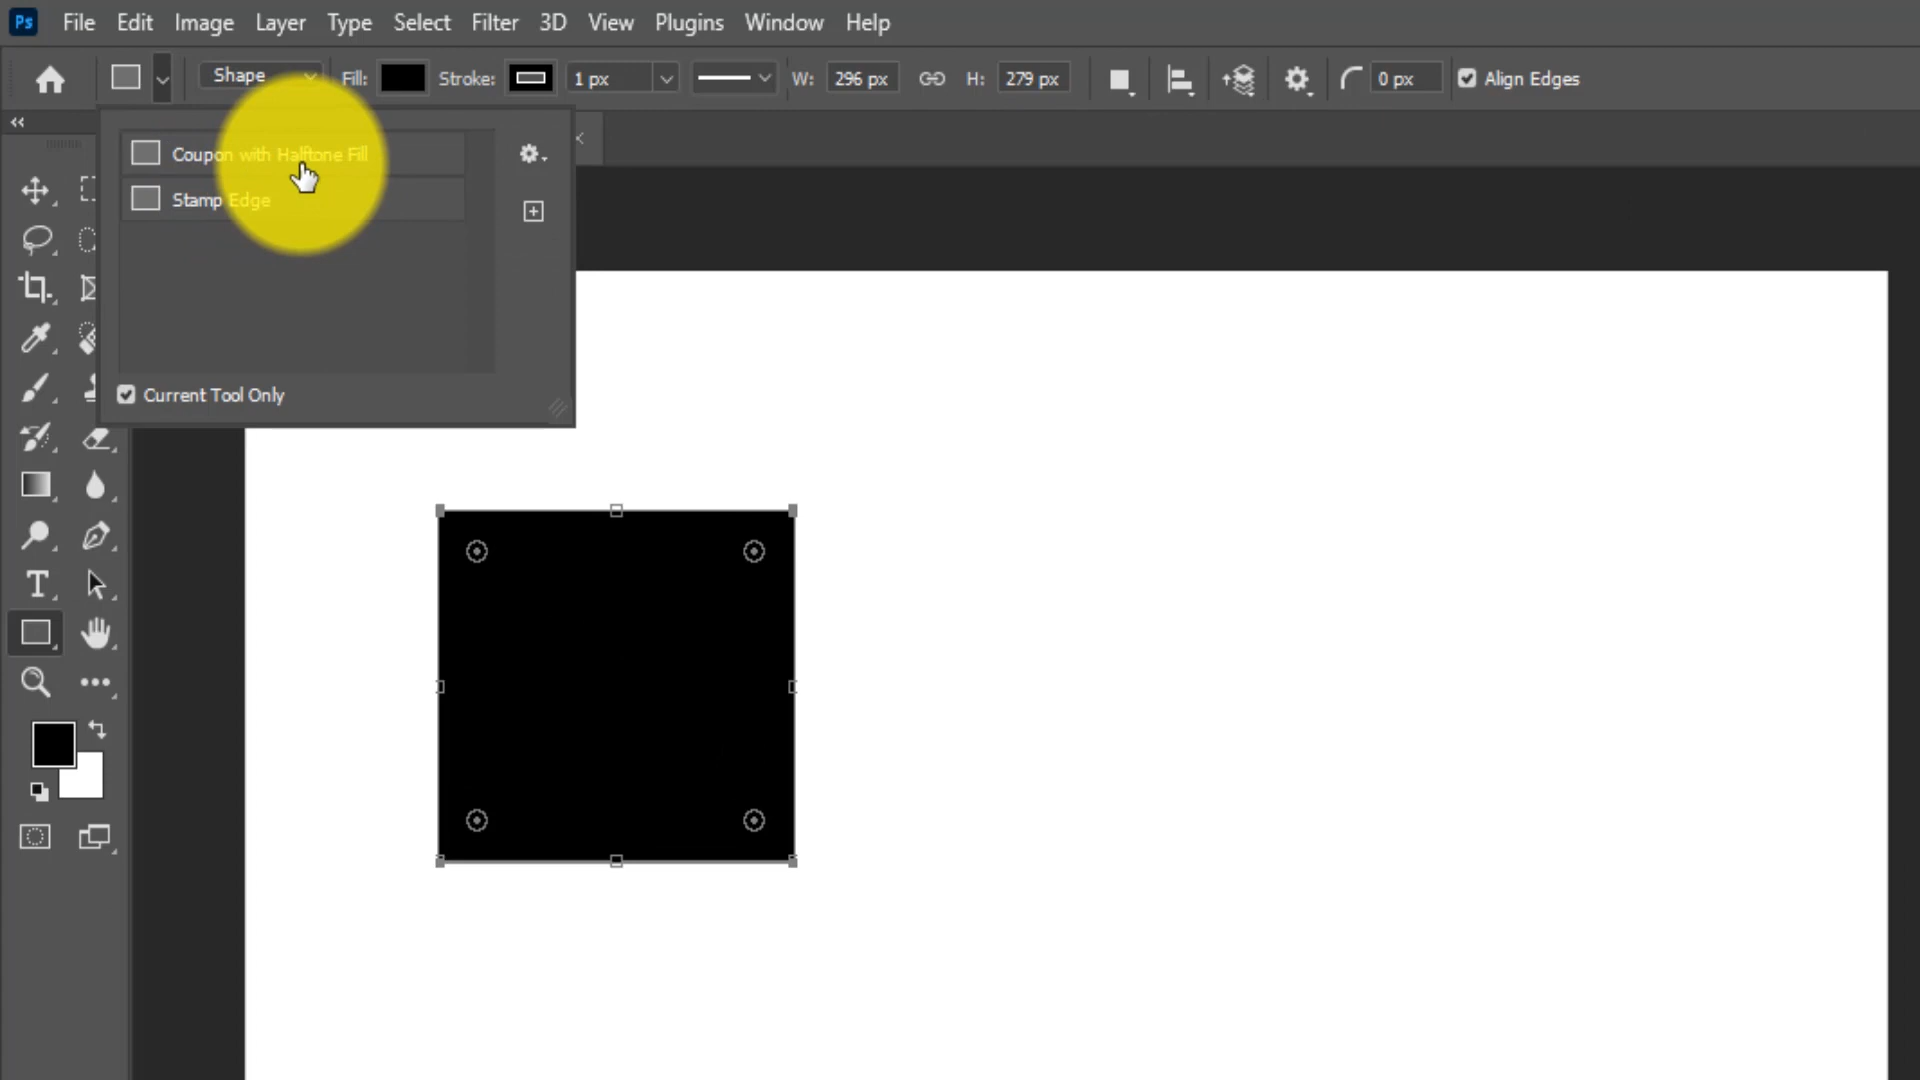 Ps File Edit Image Layer Type Select Filter 3D View Plugins Window Help
Shape Fill: Stroke: 1 px W: 296 px H: 279 px 0 px Align Edges
Coupon with Halftone Fill
Stamp Edge
Current Tool Only